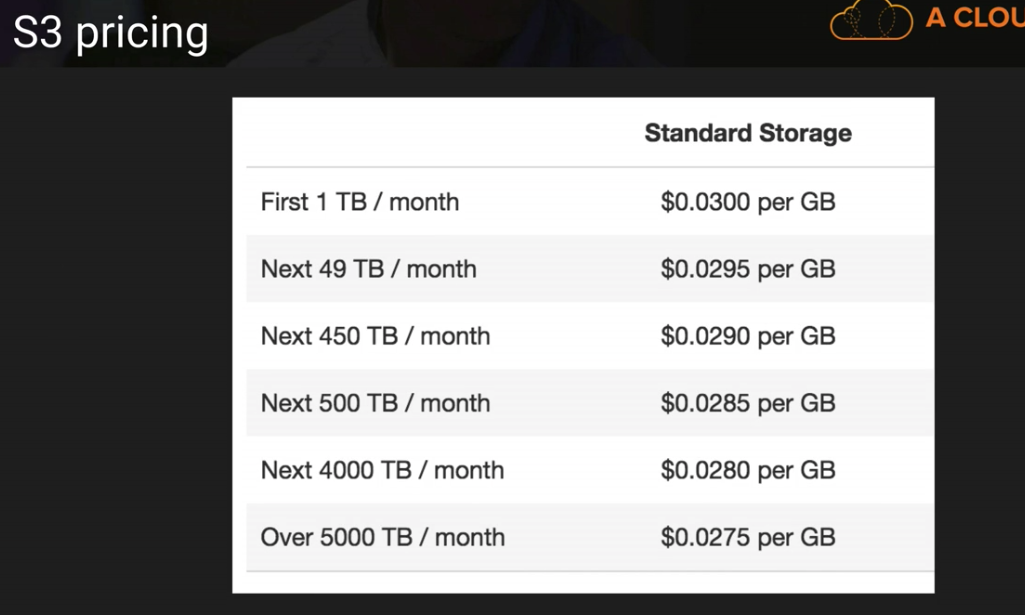 S3 pricing
A CLOU
Standard Storage
First 1 TB / month $0.0300 per GB
Next 49 TB / month $0.0295 per GB
Next 450 TB / month $0.0290 per GB
Next 500 TB / month $0.0285 per GB
Next 4000 TB / month $0.0280 per GB
Over 5000 TB / month $0.0275 per GB